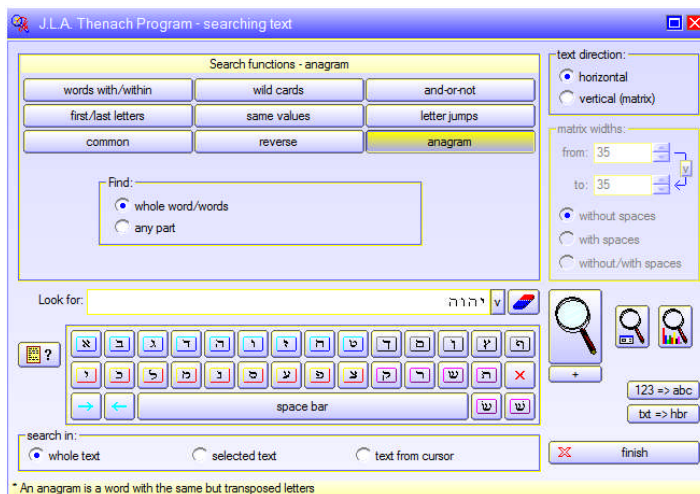 J.L.A. Thenach Program - searching text
Search functions - anagram
words with/within wild cards and-or-not
first/last letters same values letter jumps
common reverse anagram
Find:
whole word/words
any part
text direction:
horizontal
vertical (matrix)
matrix widths:
from: 35
v
to: 35
without spaces
with spaces
without/with spaces
Look for: יהוה v
?
א ב ג ד ה ו ז ח ט ך ם ן ץ ף
י כ ל מ נ ס ע פ צ ק ר ש ת ×
→ ← space bar שׂ שׁ
+
123 => abc
txt => hbr
search in:
whole text selected text text from cursor
finish
* An anagram is a word with the same but transposed letters